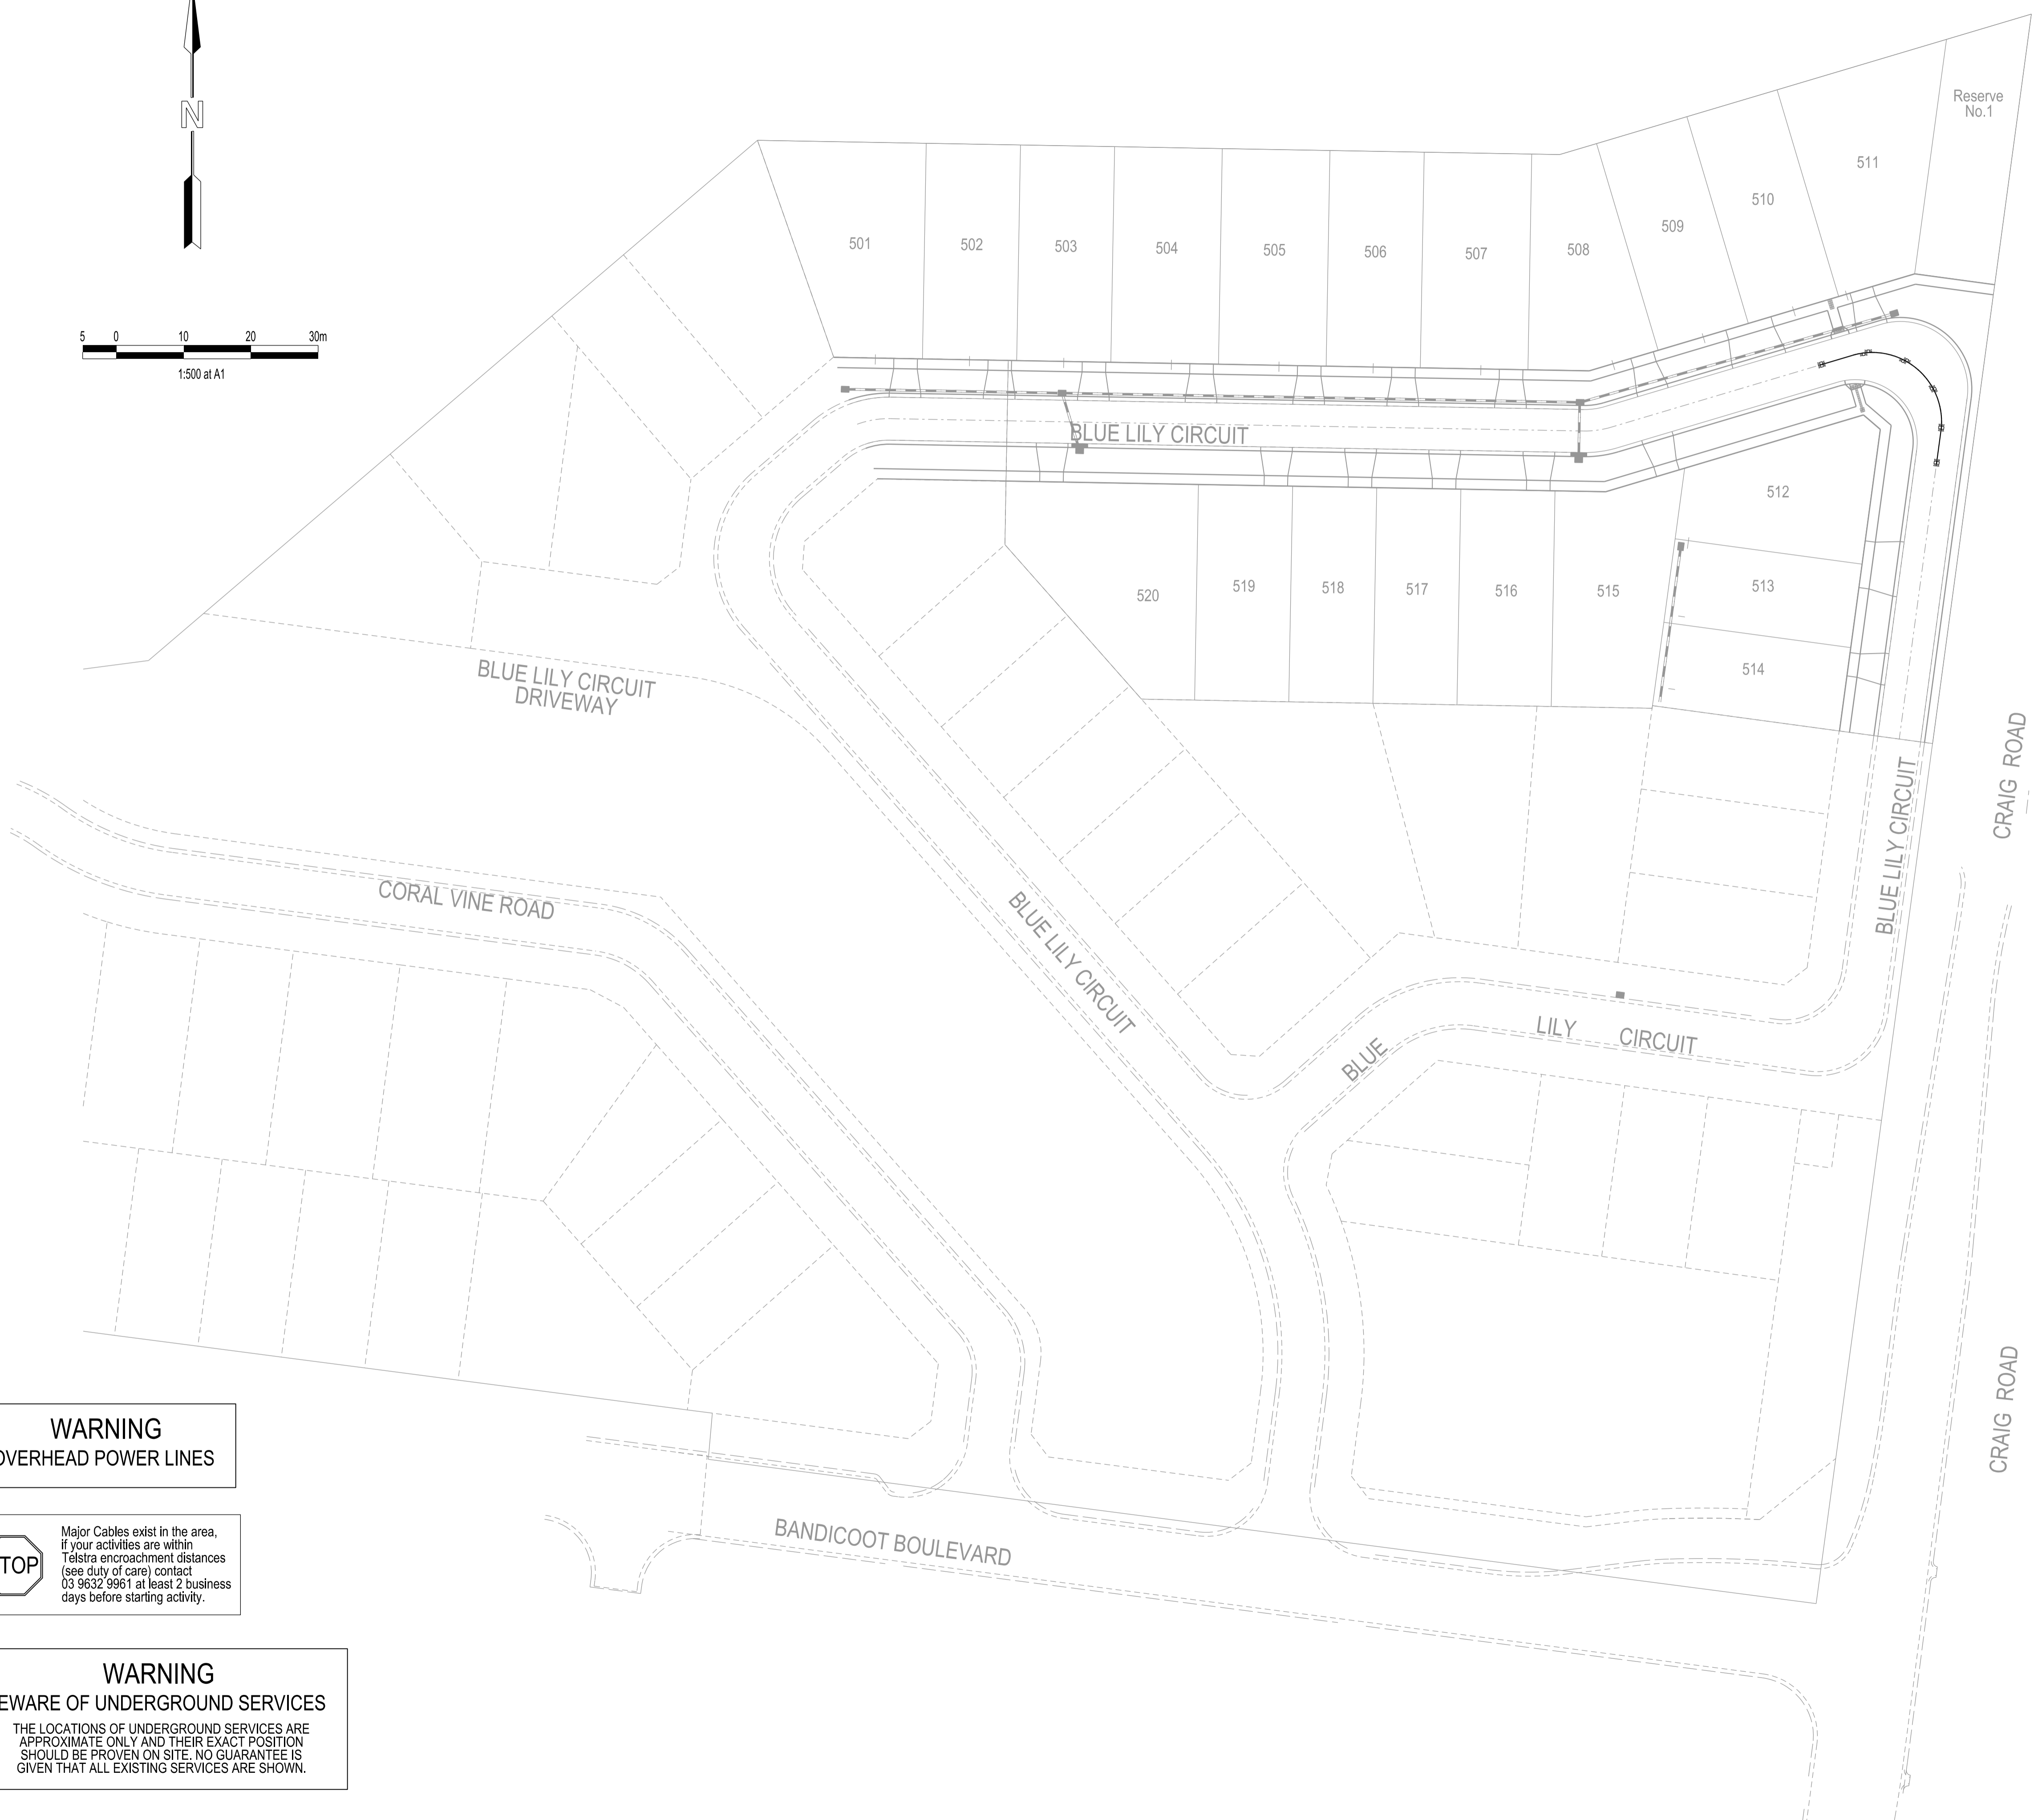 N
Reserve
No.1
511
510
509
501
502
503
504
505
506
507
508
5 0 10 20 30m
1:500 at A1
BLUE LILY CIRCUIT
512
513
514
515
516
517
518
519
520
BLUE LILY CIRCUIT
DRIVEWAY
CRAIG ROAD
BLUE LILY CIRCUIT
CORAL VINE ROAD
BLUE LILY CIRCUIT
BLUE LILY CIRCUIT
CRAIG ROAD
WARNING
OVERHEAD POWER LINES
TOP
Major Cables exist in the area,
if your activities are within
Telstra encroachment distances
(see duty of care) contact
03 9632 9961 at least 2 business
days before starting activity.
BANDICOOT BOULEVARD
WARNING
EWARE OF UNDERGROUND SERVICES
THE LOCATIONS OF UNDERGROUND SERVICES ARE
APPROXIMATE ONLY AND THEIR EXACT POSITION
SHOULD BE PROVEN ON SITE. NO GUARANTEE IS
GIVEN THAT ALL EXISTING SERVICES ARE SHOWN.